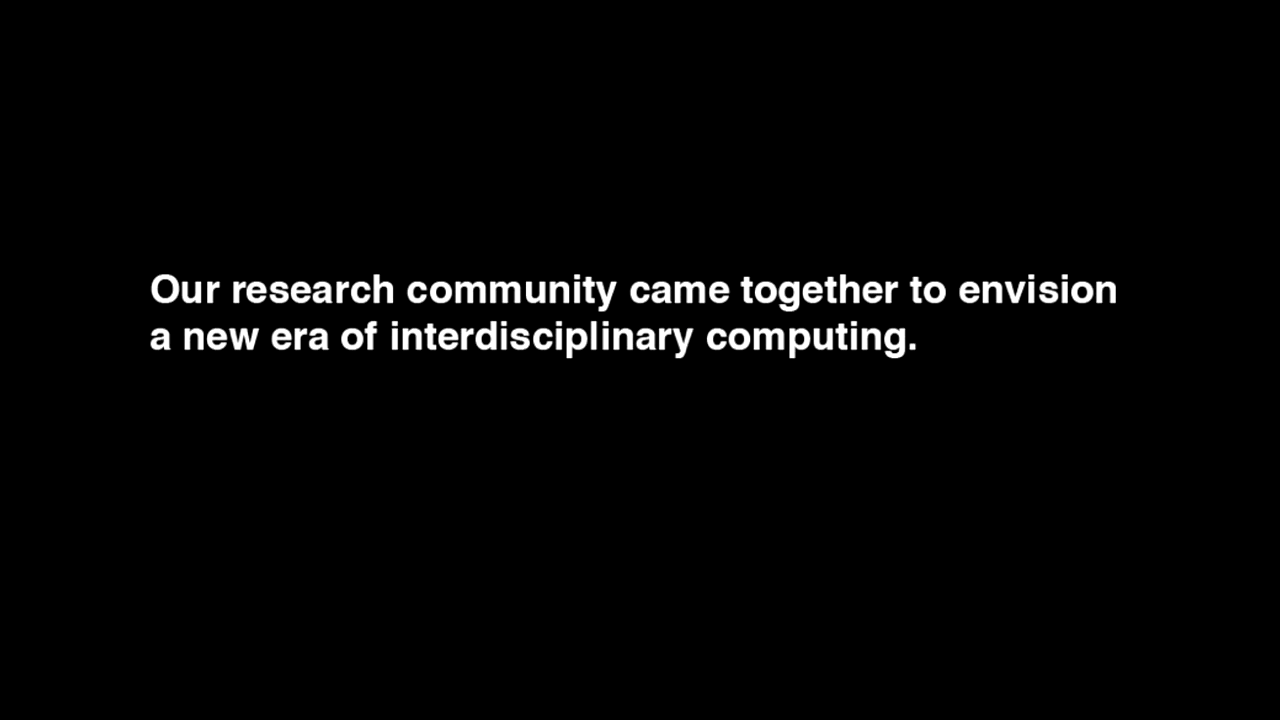 Our research community came together to envision
a new era of interdisciplinary computing.